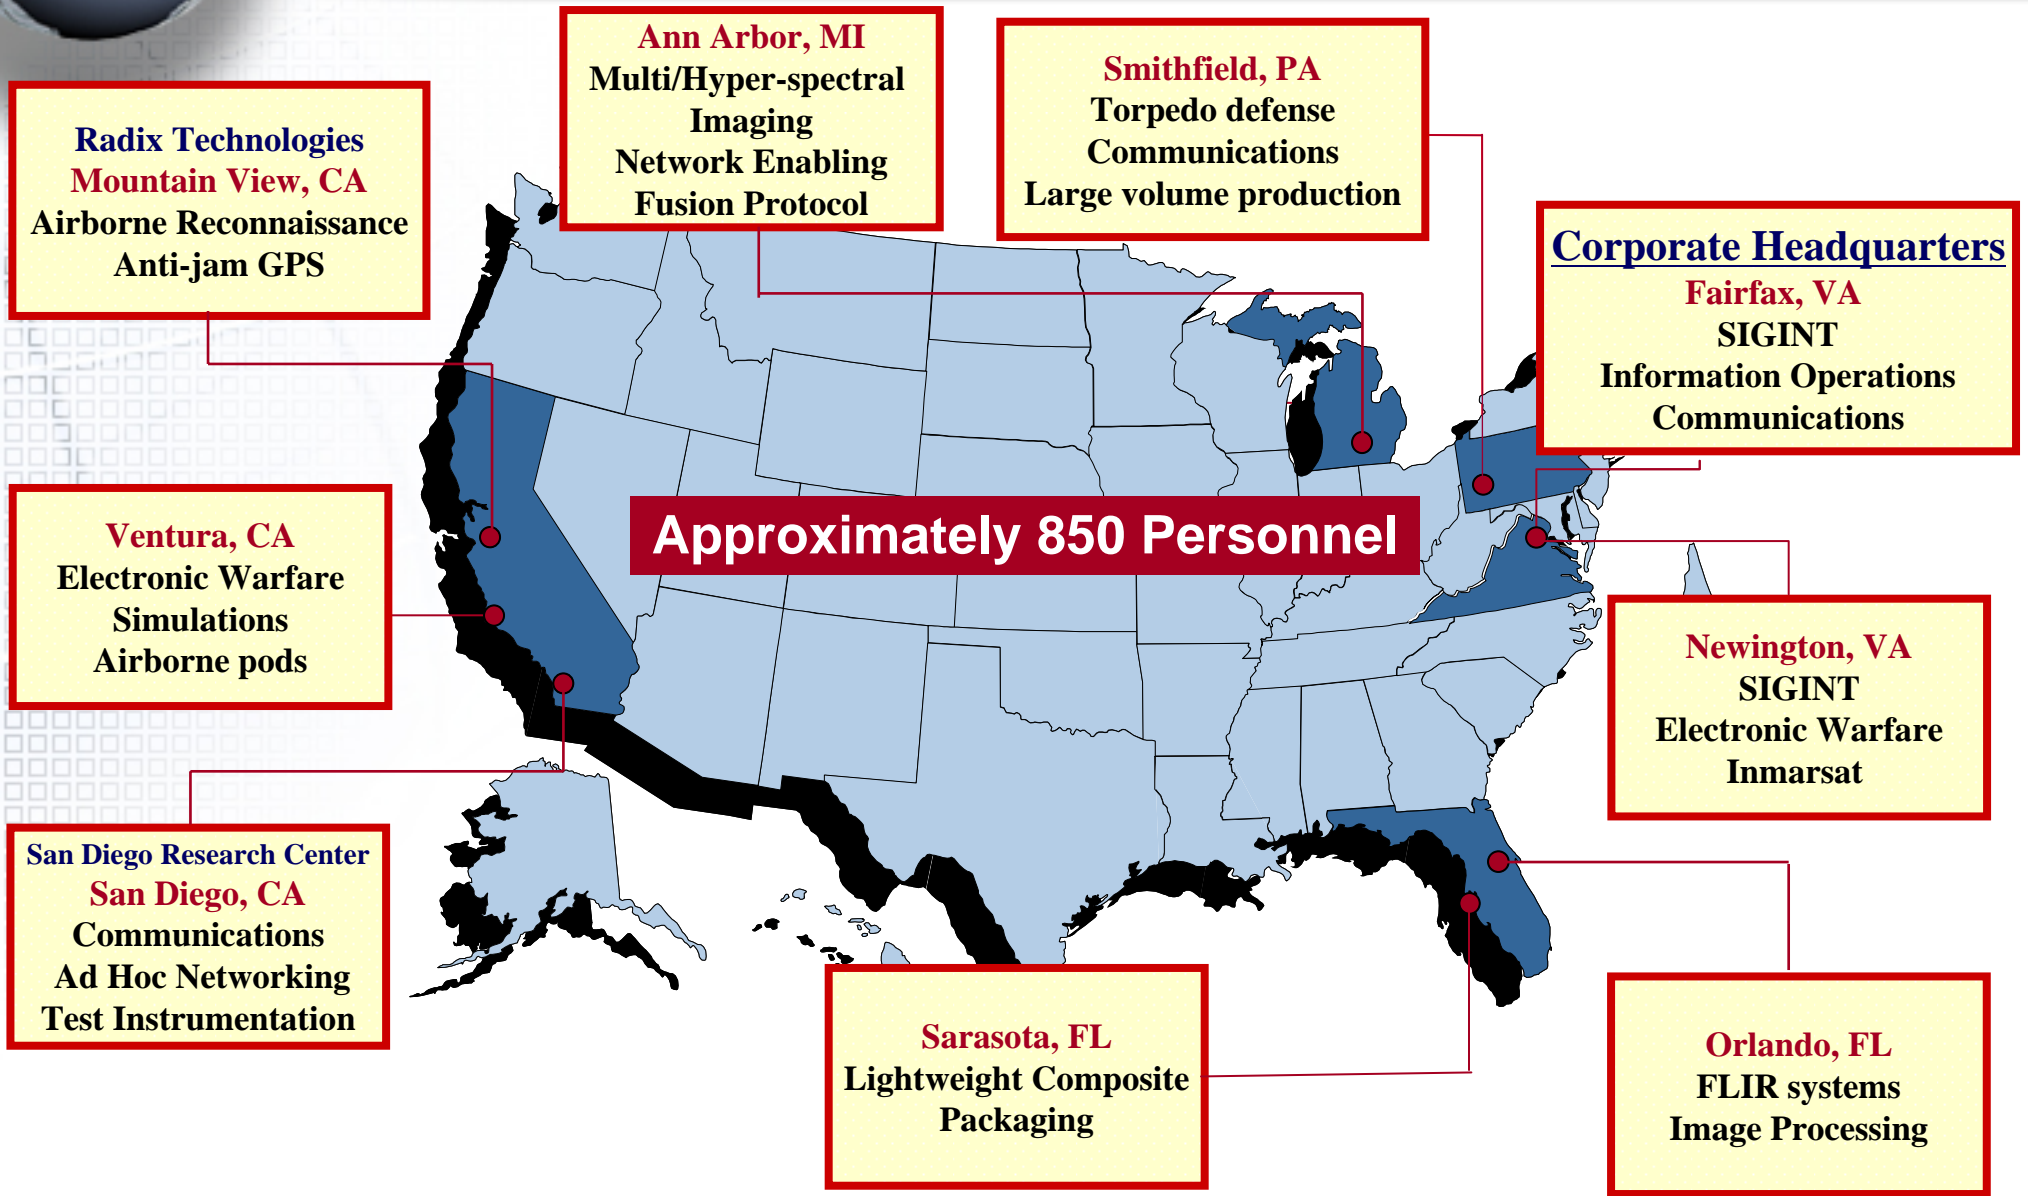 Ann Arbor, MI
Multi/Hyper-spectral
Imaging
Network Enabling
Fusion Protocol
Smithfield, PA
Torpedo defense
Communications
Large volume production
Radix Technologies
Mountain View, CA
Airborne Reconnaissance
Anti-jam GPS
Corporate Headquarters
Fairfax, VA
SIGINT
Information Operations
Communications
Approximately 850 Personnel
Ventura, CA
Electronic Warfare
Simulations
Airborne pods
Newington, VA
SIGINT
Electronic Warfare
Inmarsat
San Diego Research Center
San Diego, CA
Communications
Ad Hoc Networking
Test Instrumentation
Sarasota, FL
Lightweight Composite
Packaging
Orlando, FL
FLIR systems
Image Processing